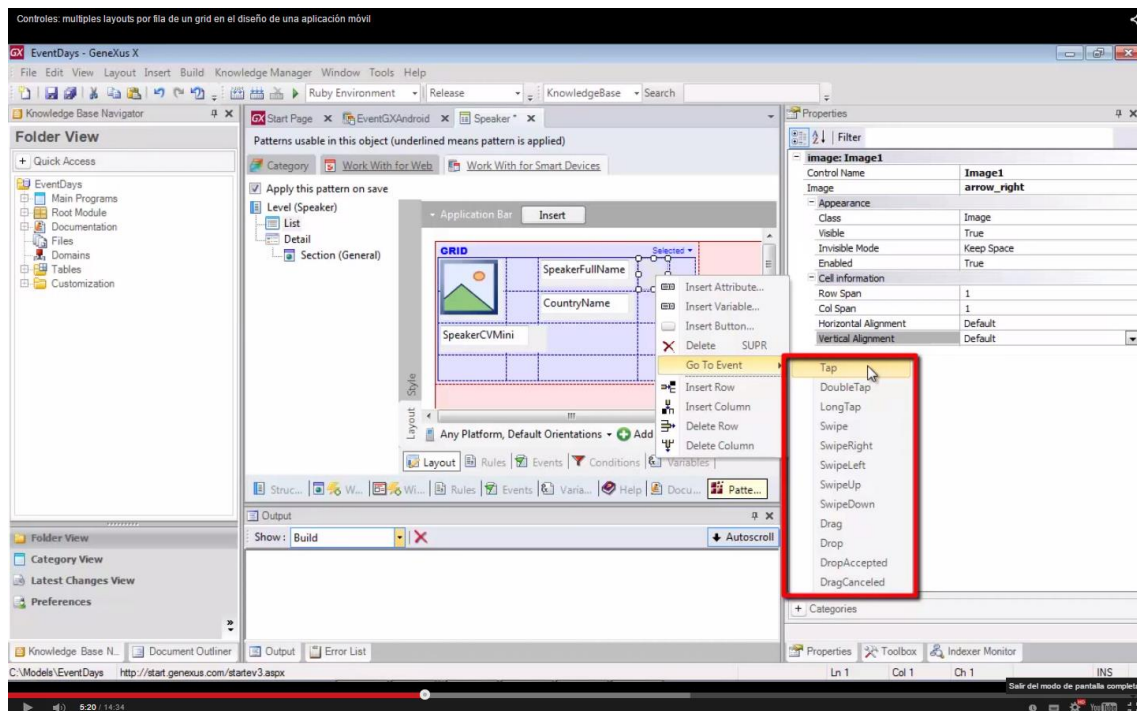 Controles: multiples layouts por fila de un grid en el diseño de una aplicación móvil
EventDays - GeneXus X
File Edit View Layout Insert Build Knowledge Manager Window Tools Help
Ruby Environment Release KnowledgeBase Search
Knowledge Base Navigator
Folder View
Quick Access
EventDays
Main Programs
Root Module
Documentation
Files
Domains
Tables
Customization
Folder View
Category View
Latest Changes View
Preferences
Knowledge Base N... Document Outliner
Start Page EventGXAndroid Speaker *
Patterns usable in this object (underlined means pattern is applied)
Category Work With for Web Work With for Smart Devices
Apply this pattern on save
Level (Speaker)
List
Detail
Section (General)
Application Bar Insert
GRID Selected
SpeakerFullName
CountryName
SpeakerCVMini
Style
Layout
Any Platform, Default Orientations Add
Layout Rules Events Conditions Variables
Struc... W... Wi... Rules Events Varia... Help Docu... Patte...
Insert Attribute...
Insert Variable...
Insert Button...
Delete SUPR
Go To Event
Insert Row
Insert Column
Delete Row
Delete Column
Tap
DoubleTap
LongTap
Swipe
SwipeRight
SwipeLeft
SwipeUp
SwipeDown
Drag
Drop
DropAccepted
DragCanceled
Output
Show: Build Autoscroll
Output Error List
Properties
Filter
image: Image1
Control Name Image1
Image arrow_right
Appearance
Class Image
Visible True
Invisible Mode Keep Space
Enabled True
Cell information
Row Span 1
Col Span 1
Horizontal Alignment Default
Vertical Alignment Default
Categories
Properties Toolbox Indexer Monitor
C:\Models\EventDays http://start.genexus.com/startev3.aspx Ln 1 Col 1 Ch 1 INS
Salir del modo de pantalla completa
5:20 / 14:34 HD YouTube